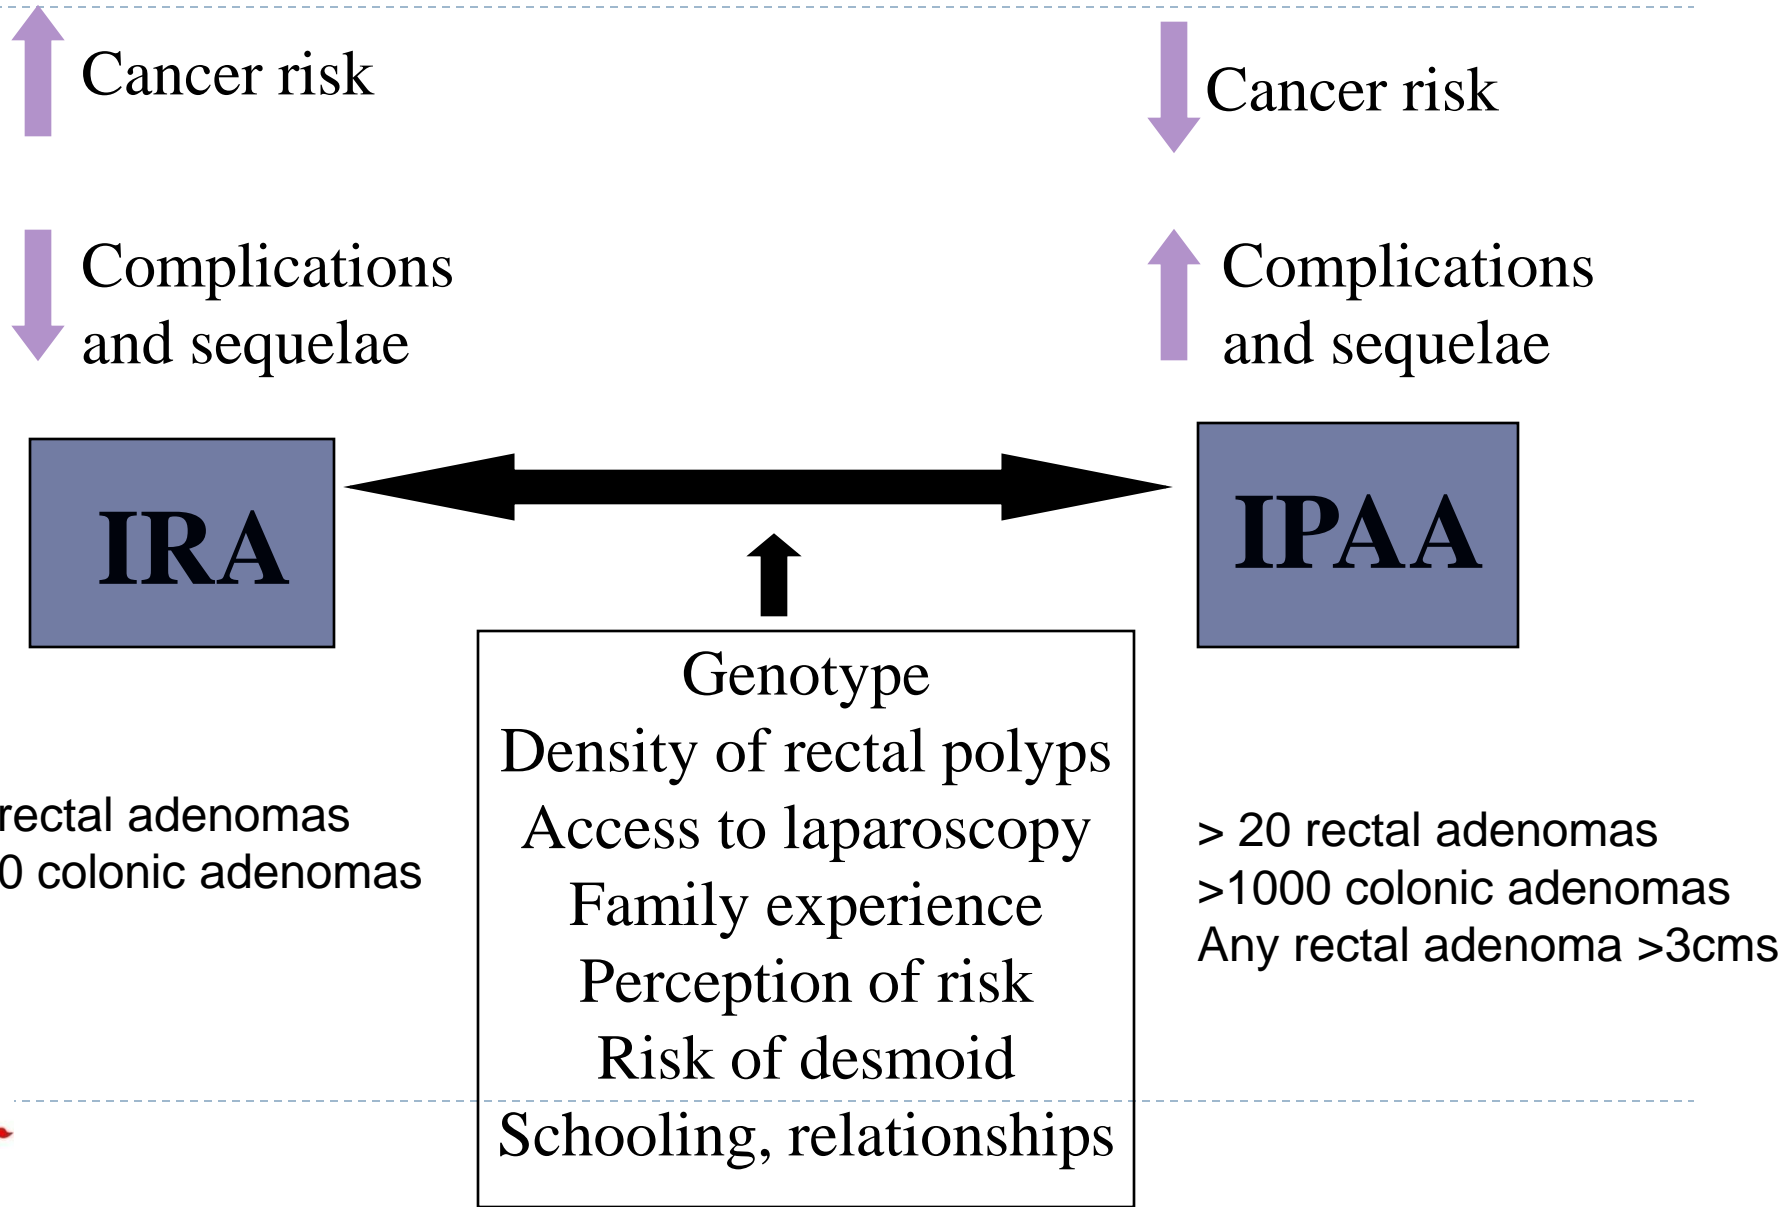 Cancer risk
Complications
and sequelae
IRA
rectal adenomas
0 colonic adenomas
Genotype
Density of rectal polyps
Access to laparoscopy
Family experience
Perception of risk
Risk of desmoid
Schooling, relationships
Cancer risk
Complications
and sequelae
IPAA
> 20 rectal adenomas
>1000 colonic adenomas
Any rectal adenoma >3cms